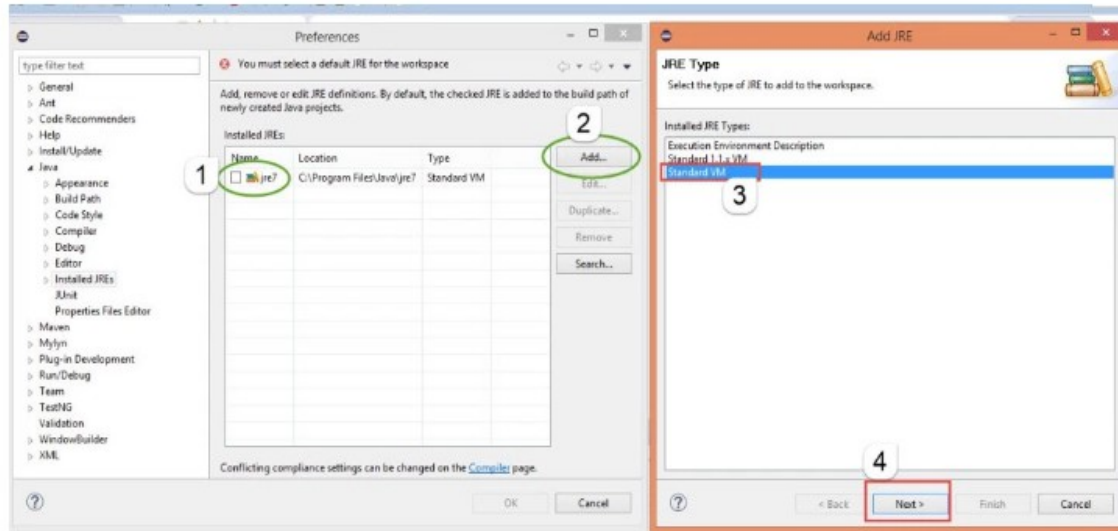 Preferences
type filter text
General
Ant
Code Recommenders
Help
Install/Update
Java
Appearance
Build Path
Code Style
Compiler
Debug
Editor
Installed JREs
JUnit
Properties Files Editor
Maven
Mylyn
Plug-in Development
Run/Debug
Team
TestNG
Validation
WindowBuilder
XML
You must select a default JRE for the workspace
Add, remove or edit JRE definitions. By default, the checked JRE is added to the build path of
newly created Java projects.
Installed JREs:
Name Location Type
1 jre7 C:\Program Files\Java\jre7 Standard VM
2
Add...
Edit...
Duplicate...
Remove
Search...
Conflicting compliance settings can be changed on the Compiler page.
OK Cancel
Add JRE
JRE Type
Select the type of JRE to add to the workspace.
Installed JRE Types:
Execution Environment Description
Standard 1.1.x VM
Standard VM
3
4
< Back Next > Finish Cancel